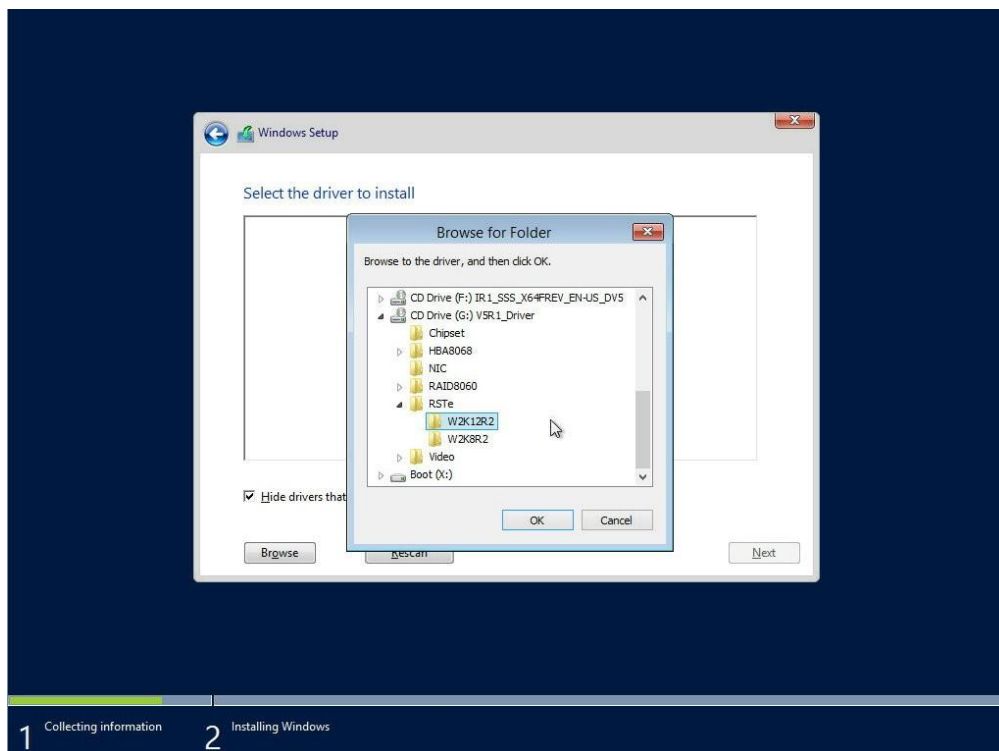 Windows Setup
Select the driver to install
Browse for Folder
Browse to the driver, and then click OK.
CD Drive (F:) IR1_SSS_X64FREV_EN-US_DV5
CD Drive (G:) V5R1_Driver
Chipset
HBA8068
NIC
RAID8060
RSTe
W2K12R2
W2K8R2
Video
Boot (X:)
Hide drivers that
OK Cancel
Browse Rescan Next
1 Collecting information 2 Installing Windows